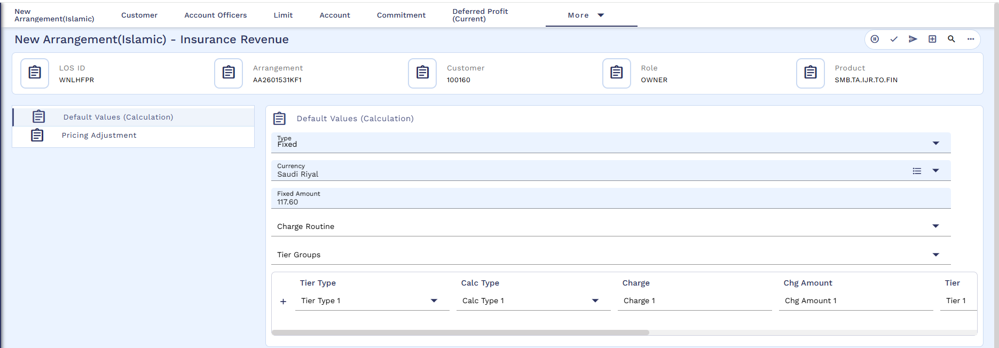 New
Arrangement(Islamic)
Customer
Account Officers
Limit
Account
Commitment
Deferred Profit
(Current)
More
New Arrangement(Islamic) - Insurance Revenue
LOS ID
WNLHFPR
Arrangement
AA2601531KF1
Customer
100160
Role
OWNER
Product
SMB.TA.IJR.TO.FIN
Default Values (Calculation)
Pricing Adjustment
Default Values (Calculation)
Type
Fixed
Currency
Saudi Riyal
Fixed Amount
117.60
Charge Routine
Tier Groups
Tier Type
Calc Type
Charge
Chg Amount
Tier
Tier Type 1
Calc Type 1
Charge 1
Chg Amount 1
Tier 1